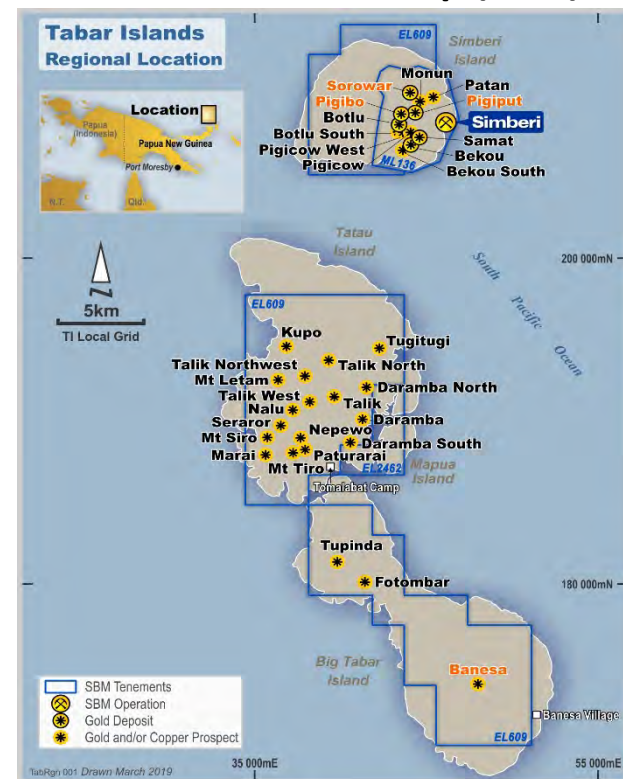 Tabar Islands
Regional Location
Location
Papua
(Indonesia)
Papua
New Guinea
Port Moresby
N.T.
Qld.
EL609
Simberi
Island
Monun
Sorowar
Patan
Pigibo
Pigiput
Botlu
Simberi
Botlu South
Samat
Pigicow West
Bekou
Pigicow
Bekou South
ML136
Tatau
Island
200 000mN
South
Pacific
Ocean
5km
TI Local Grid
EL609
Kupo
Tugitugi
Talik Northwest
Talik North
Mt Letam
Daramba North
Talik West
Talik
Nalu
Seraror
Daramba
Mt Siro
Nepewo
Daramba South
Marai
Paturarai
Mt Tiro
EL2462
Mapua
Island
Tomalabat Camp
Tupinda
180 000mN
Fotombar
Big Tabar
Island
Banesa
Banesa Village
EL609
SBM Tenements
SBM Operation
Gold Deposit
Gold and/or Copper Prospect
TabRgn 001 Drawn March 2019
35 000mE
55 000mE